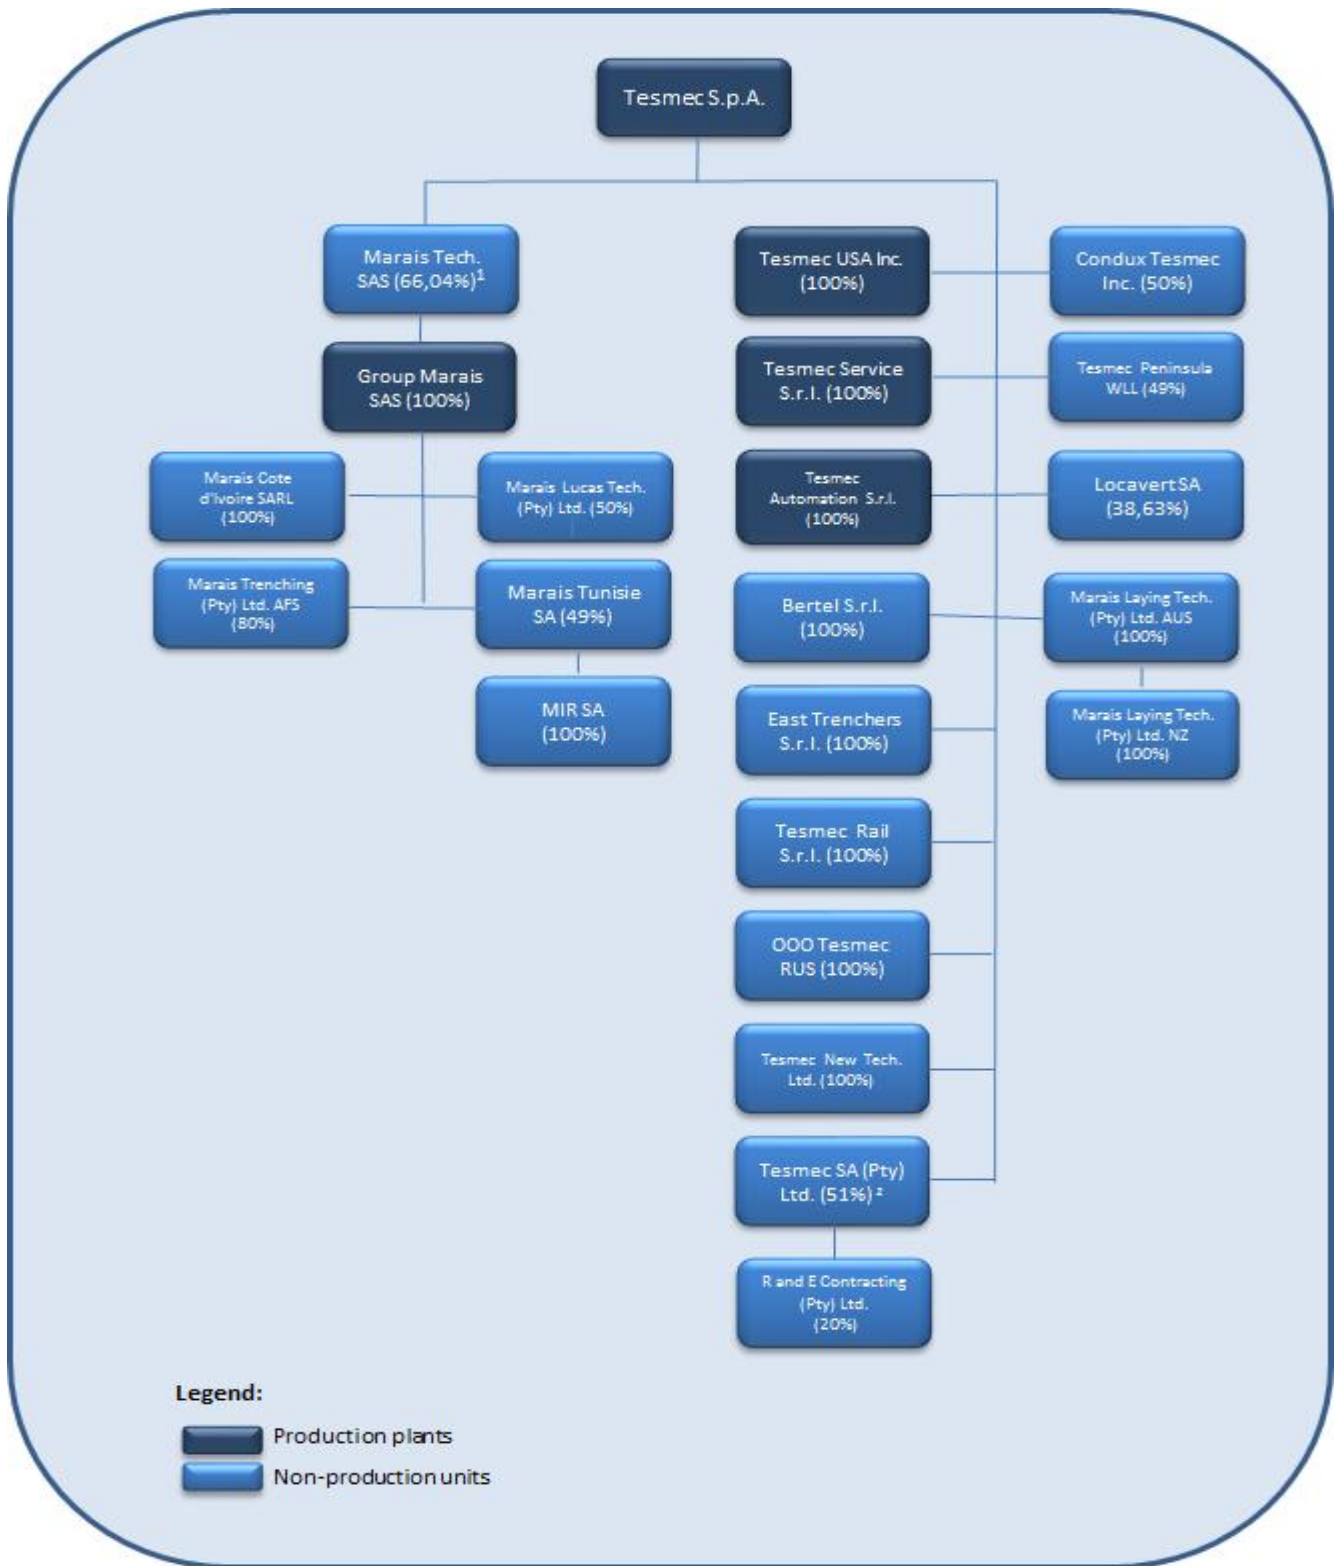 Tesmec S.p.A.
Marais Tech.
SAS (66,04%)¹
Group Marais
SAS (100%)
Marais Cote
d'Ivoire SARL
(100%)
Marais Lucas Tech.
(Pty) Ltd. (50%)
Marais Trenching
(Pty) Ltd. AFS
(80%)
Marais Tunisie
SA (49%)
MIR SA
(100%)
Tesmec USA Inc.
(100%)
Condux Tesmec
Inc. (50%)
Tesmec Service
S.r.l. (100%)
Tesmec Peninsula
WLL (49%)
Tesmec
Automation S.r.l.
(100%)
Locavert SA
(38,63%)
Bertel S.r.l.
(100%)
Marais Laying Tech.
(Pty) Ltd. AUS
(100%)
East Trenchers
S.r.l. (100%)
Marais Laying Tech.
(Pty) Ltd. NZ
(100%)
Tesmec Rail
S.r.l. (100%)
OOO Tesmec
RUS (100%)
Tesmec New Tech.
Ltd. (100%)
Tesmec SA (Pty)
Ltd. (51%) ²
R and E Contracting
(Pty) Ltd.
(20%)
Legend:
Production plants
Non-production units